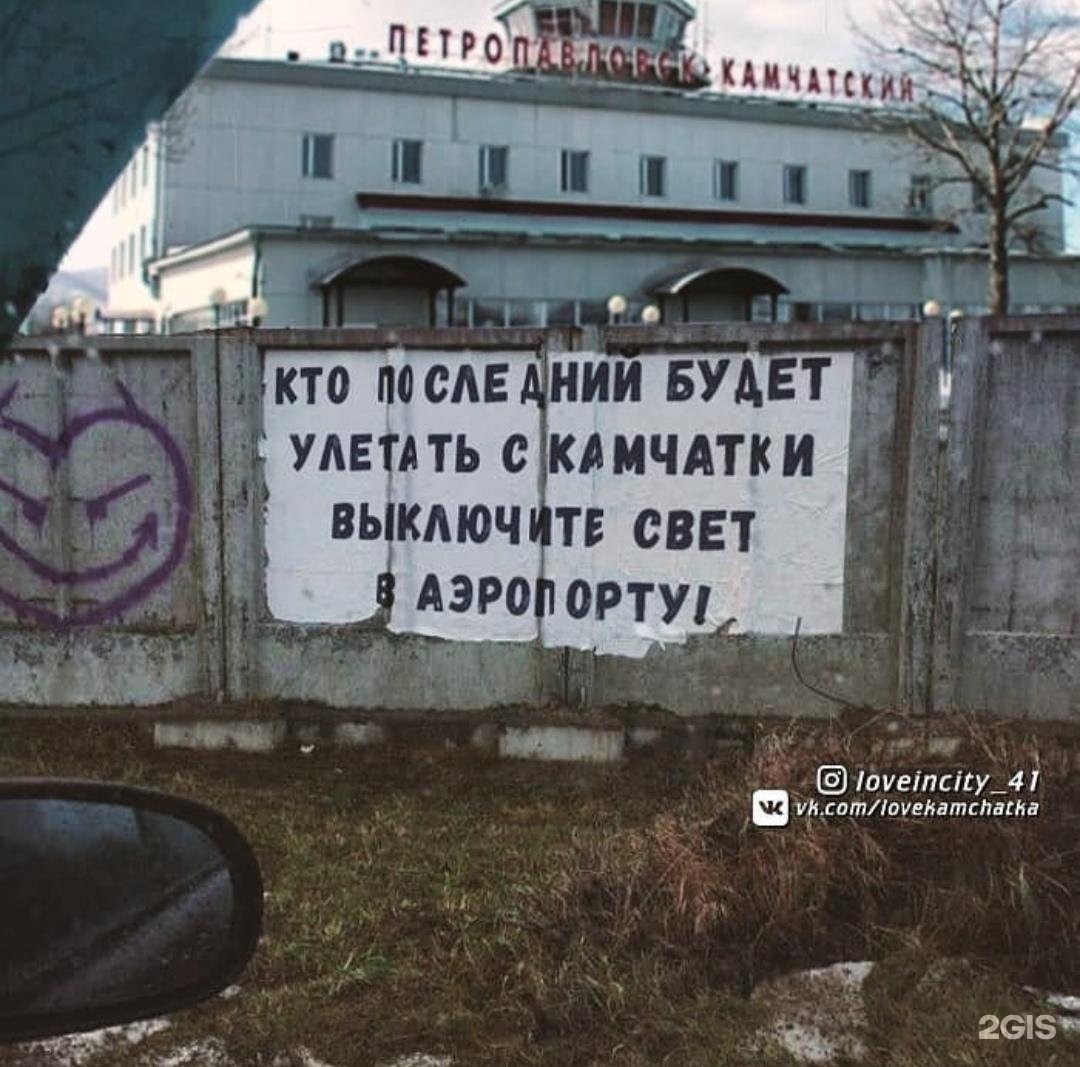 ПЕТРОПАВЛОВСК-КАМЧАТСКИЙ
КТО ПОСЛЕДНИЙ БУДЕТ
УЛЕТАТЬ С КАМЧАТКИ
ВЫКЛЮЧИТЕ СВЕТ
В АЭРОПОРТУ!
loveincity_41
vk.com/lovekamchatka
2GIS